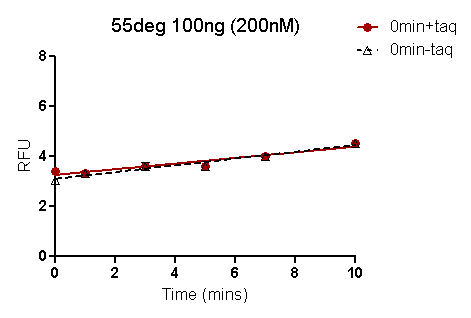 55deg 100ng (200nM)
0min+taq
0min-taq
8
6
4
2
0
RFU
0 2 4 6 8 10
Time (mins)